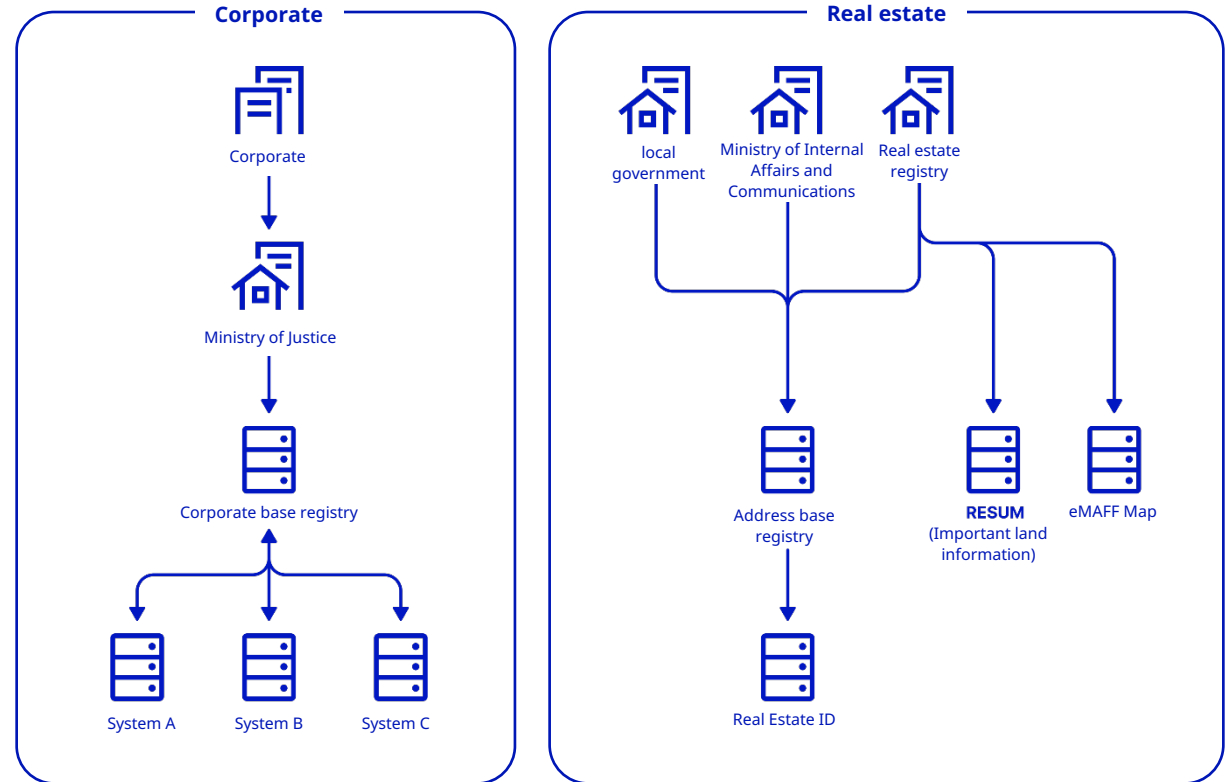 Corporate
Corporate
Ministry of Justice
Corporate base registry
System A
System B
System C
Real estate
local
government
Ministry of Internal
Affairs and
Communications
Real estate
registry
Address base
registry
RESUM
(Important land
information)
eMAFF Map
Real Estate ID